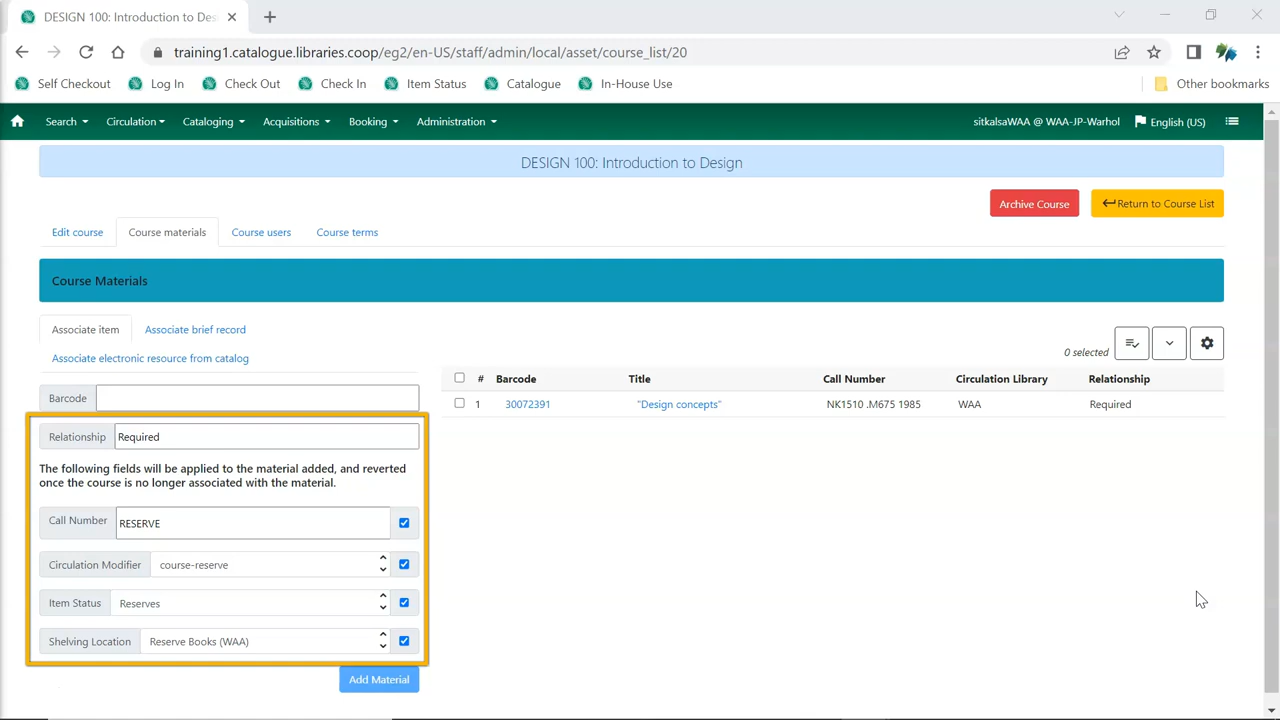 DESIGN 100: Introduction to Des
training1.catalogue.libraries.coop/eg2/en-US/staff/admin/local/asset/course_list/20
Self Checkout Log In Check Out Check In Item Status Catalogue In-House Use Other bookmarks
Search Circulation Cataloging Acquisitions Booking Administration sitkalsaWAA @ WAA-JP-Warhol English (US)
DESIGN 100: Introduction to Design
Archive Course Return to Course List
Edit course Course materials Course users Course terms
Course Materials
Associate item Associate brief record
Associate electronic resource from catalog
0 selected
Barcode
# Barcode Title Call Number Circulation Library Relationship
1 30072391 "Design concepts" NK1510 .M675 1985 WAA Required
Relationship Required
The following fields will be applied to the material added, and reverted
once the course is no longer associated with the material.
Call Number RESERVE
Circulation Modifier course-reserve
Item Status Reserves
Shelving Location Reserve Books (WAA)
Add Material